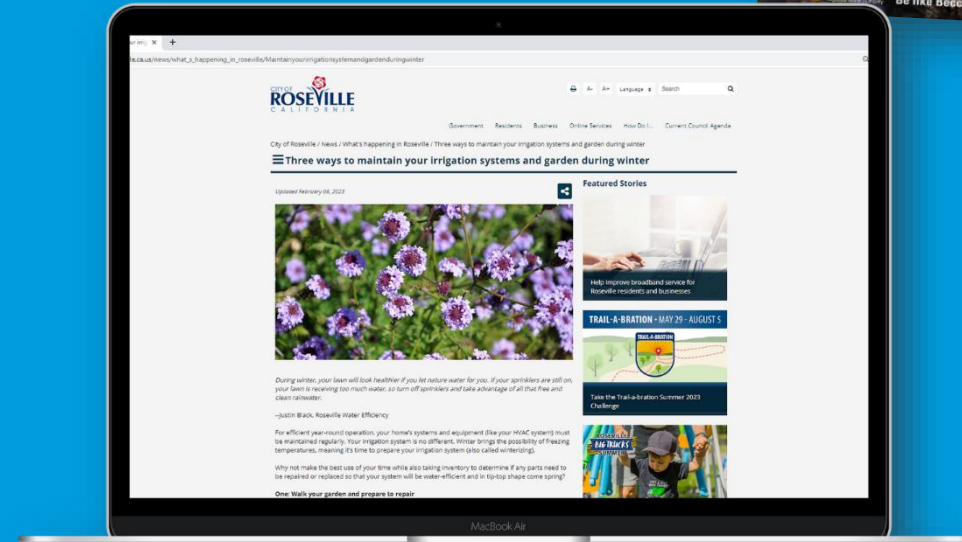 Be like Becc
le.ca.us/news/what_s_happening_in_roseville/Maintainyourirrigationsystemandgardenduringwinter
CITY OF
ROSEVILLE
CALIFORNIA
A- A+ Language Search
Government Residents Business Online Services How Do I... Current Council Agenda
City of Roseville / News / What's happening in Roseville / Three ways to maintain your irrigation systems and garden during winter
Three ways to maintain your irrigation systems and garden during winter
Updated February 06, 2023
Featured Stories
Help improve broadband service for
Roseville residents and businesses
TRAIL-A-BRATION • MAY 29 - AUGUST 5
TRAIL-A-BRATION
Take the Trail-a-bration Summer 2023
Challenge
During winter, your lawn will look healthier if you let nature water for you. If your sprinklers are still on,
your lawn is receiving too much water, so turn off sprinklers and take advantage of all that free and
clean rainwater.
--Justin Black, Roseville Water Efficiency
For efficient year-round operation, your home's systems and equipment (like your HVAC system) must
be maintained regularly. Your irrigation system is no different. Winter brings the possibility of freezing
temperatures, meaning it's time to prepare your irrigation system (also called winterizing).
Why not make the best use of your time while also taking inventory to determine if any parts need to
be repaired or replaced so that your system will be water-efficient and in tip-top shape come spring?
One: Walk your garden and prepare to repair
ROSEVILLE
BIG TRUCKS
SUMMER
MacBook Air